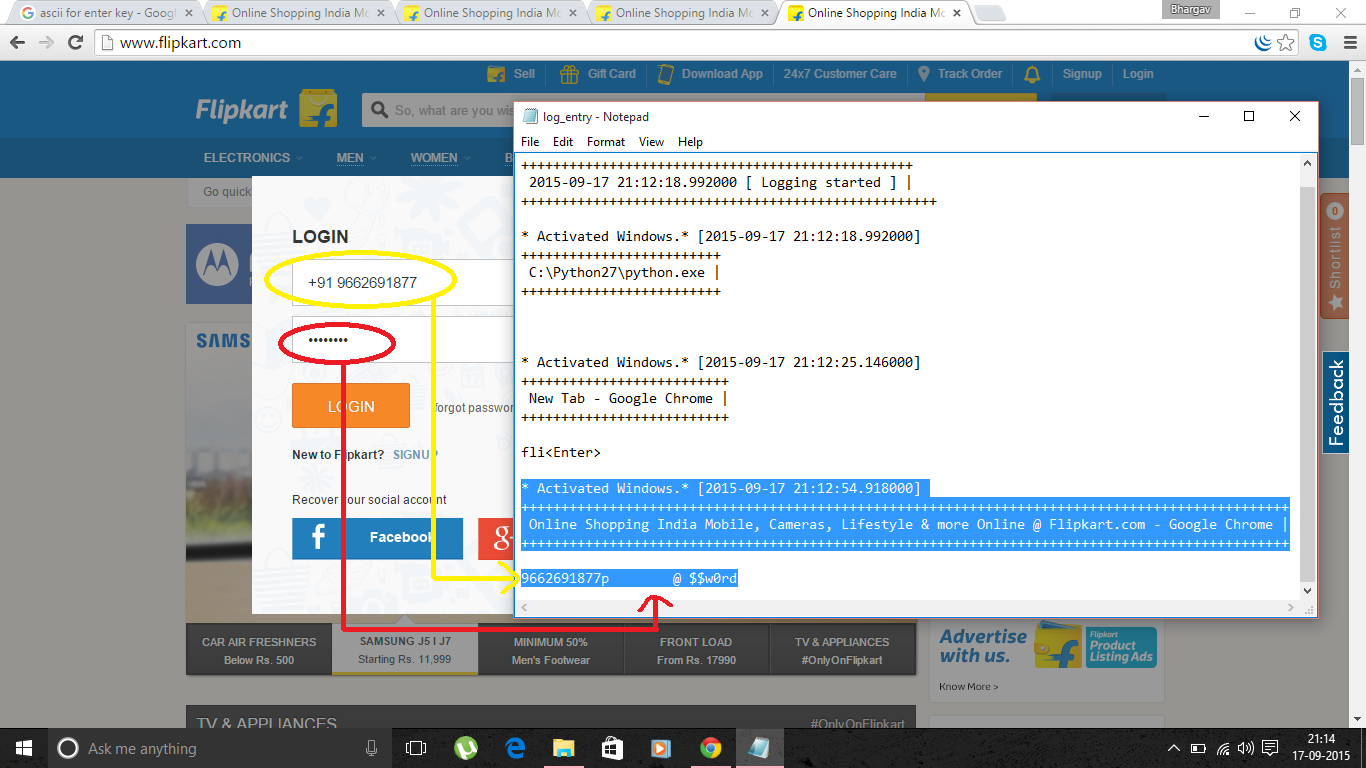 ascii for enter key - Goog
Online Shopping India Mo
Online Shopping India Mo
Online Shopping India Mo
Online Shopping India Mo
Bhargav
www.flipkart.com
Sell
Gift Card
Download App
24x7 Customer Care
Track Order
Signup
Login
Flipkart
So, what are you wis
ELECTRONICS
MEN
WOMEN
B
Go quick
LOGIN
+91 9662691877
••••••••
LOGIN
forgot passwor
New to Flipkart? SIGNUP
Recover your social account
f Facebook
g+
SAMS
log_entry - Notepad
File Edit Format View Help
+++++++++++++++++++++++++++++++++++++++++++++++++
2015-09-17 21:12:18.992000 [ Logging started ] |
++++++++++++++++++++++++++++++++++++++++++++++++++++
* Activated Windows.* [2015-09-17 21:12:18.992000]
+++++++++++++++++++++++++
C:\Python27\python.exe |
+++++++++++++++++++++++++
* Activated Windows.* [2015-09-17 21:12:25.146000]
++++++++++++++++++++++++++
New Tab - Google Chrome |
++++++++++++++++++++++++++
fli<Enter>
* Activated Windows.* [2015-09-17 21:12:54.918000]
++++++++++++++++++++++++++++++++++++++++++++++++++++++++++++++++++++++++++++++++++++++++++++++++
Online Shopping India Mobile, Cameras, Lifestyle & more Online @ Flipkart.com - Google Chrome |
++++++++++++++++++++++++++++++++++++++++++++++++++++++++++++++++++++++++++++++++++++++++++++++++
9662691877p        @ $$w0rd
0
Shortlist
Feedback
CAR AIR FRESHNERS
Below Rs. 500
SAMSUNG J5 I J7
Starting Rs. 11,999
MINIMUM 50%
Men's Footwear
FRONT LOAD
From Rs. 17990
TV & APPLIANCES
#OnlyOnFlipkart
Advertise
with us.
Flipkart
Product
Listing Ads
Know More >
TV & APPLIANCES
#OnlyOnFlipkart
Ask me anything
21:14
17-09-2015